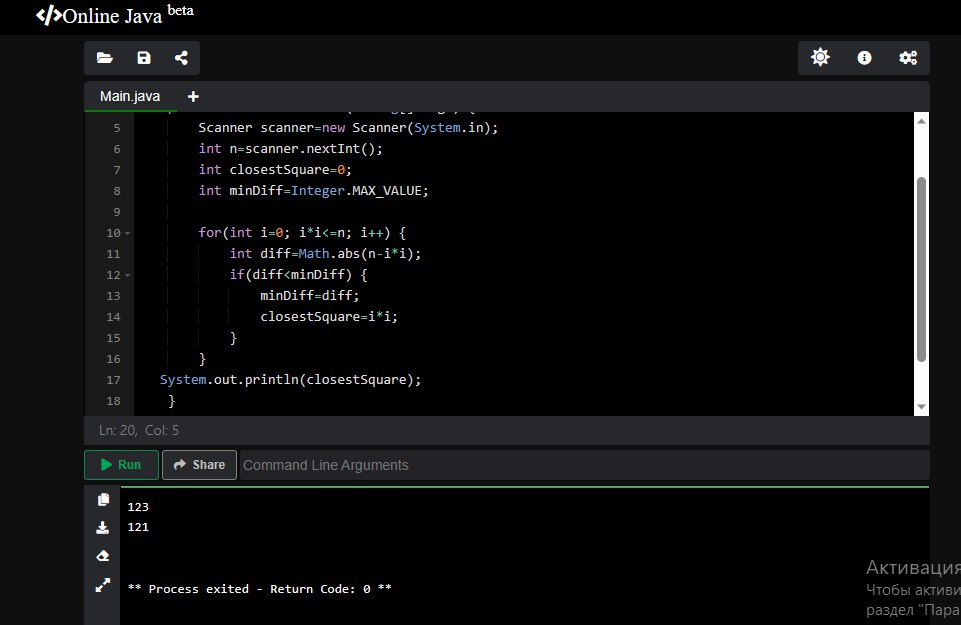 </>Online Java beta
Main.java +
5 Scanner scanner=new Scanner(System.in);
6 int n=scanner.nextInt();
7 int closestSquare=0;
8 int minDiff=Integer.MAX_VALUE;
9
10 for(int i=0; i*i<=n; i++) {
11 int diff=Math.abs(n-i*i);
12 if(diff<minDiff) {
13 minDiff=diff;
14 closestSquare=i*i;
15 }
16 }
17 System.out.println(closestSquare);
18 }
Ln: 20, Col: 5
Run Share Command Line Arguments
123
121
** Process exited - Return Code: 0 **
Активация
Чтобы активи
раздел "Пара